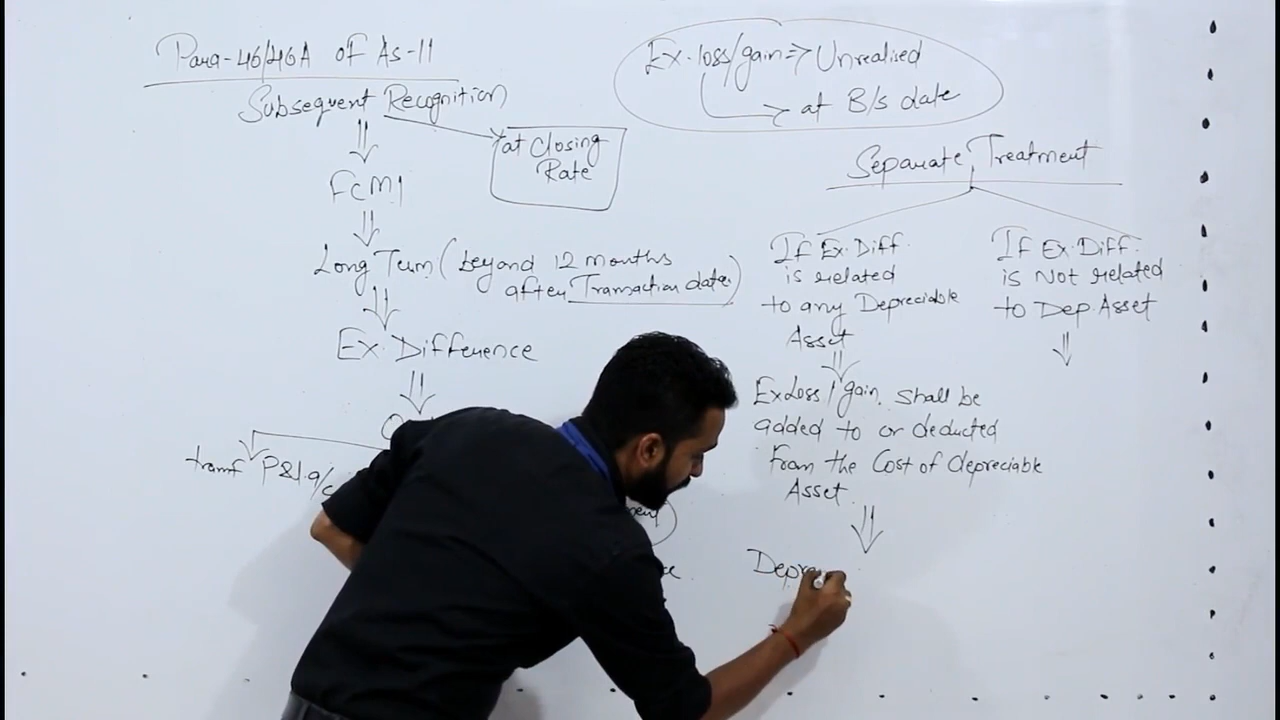 Para-46/46A of As-11
Subsequent Recognition
at Closing
Rate
FCMI
Long Term (beyond 12 months
after Transaction date.)
Ex. Difference
transf P&L a/c
Ex. loss/gain => Unrealised
at B/s date
Separate Treatment
If Ex. Diff.
is related
to any Depreciable
Asset
Ex Loss / gain. shall be
added to or deducted
From the Cost of depreciable
Asset.
Depre
If Ex. Diff.
is Not related
to Dep. Asset